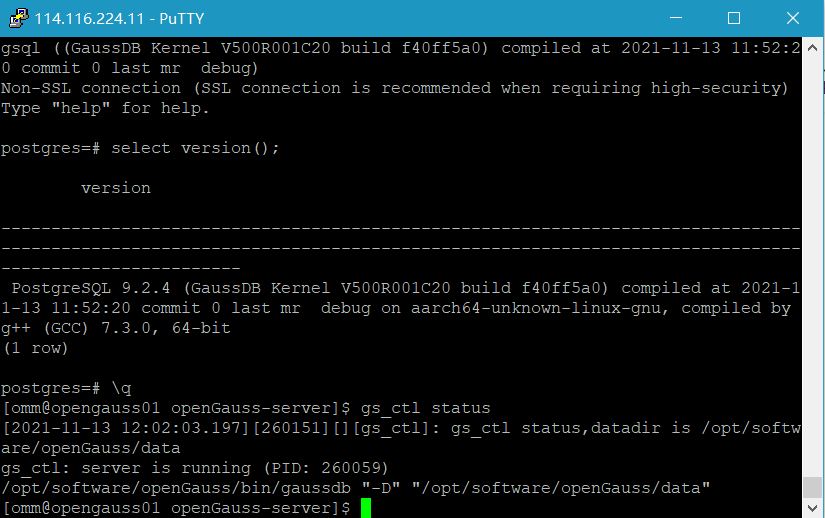 114.116.224.11 - PuTTY
gsql ((GaussDB Kernel V500R001C20 build f40ff5a0) compiled at 2021-11-13 11:52:2
0 commit 0 last mr  debug)
Non-SSL connection (SSL connection is recommended when requiring high-security)
Type "help" for help.
postgres=# select version();
version
--------------------------------------------------------------------------------
--------------------------------------------------------------------------------
------------------------
PostgreSQL 9.2.4 (GaussDB Kernel V500R001C20 build f40ff5a0) compiled at 2021-1
1-13 11:52:20 commit 0 last mr  debug on aarch64-unknown-linux-gnu, compiled by
g++ (GCC) 7.3.0, 64-bit
(1 row)
postgres=# \q
[omm@opengauss01 openGauss-server]$ gs_ctl status
[2021-11-13 12:02:03.197][260151][][gs_ctl]: gs_ctl status,datadir is /opt/softw
are/openGauss/data
gs_ctl: server is running (PID: 260059)
/opt/software/openGauss/bin/gaussdb "-D" "/opt/software/openGauss/data"
[omm@opengauss01 openGauss-server]$